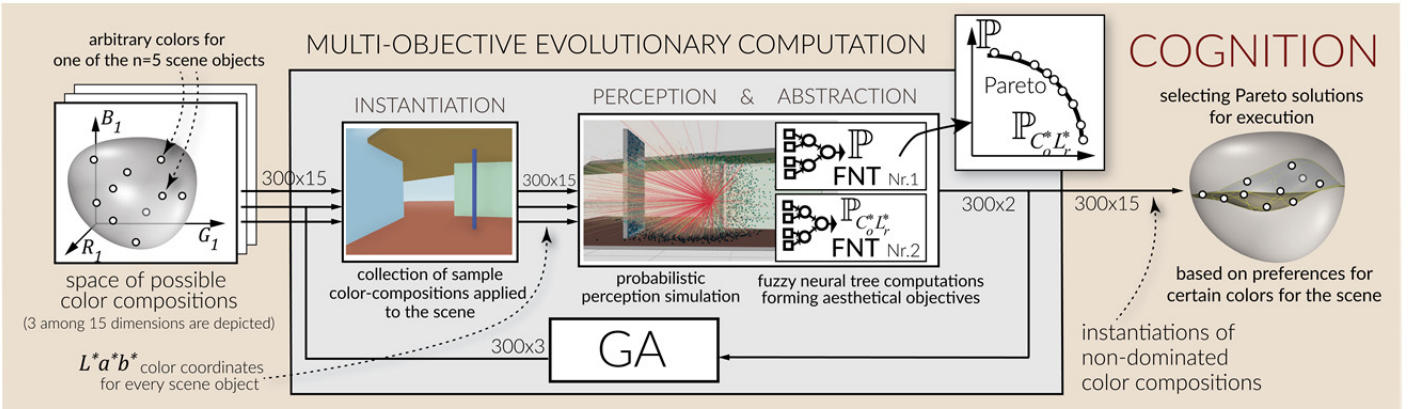 arbitrary colors for
one of the n=5 scene objects
B₁
G₁
R₁
space of possible
color compositions
(3 among 15 dimensions are depicted)
L*a*b* color coordinates
for every scene object
MULTI-OBJECTIVE EVOLUTIONARY COMPUTATION
300x15
INSTANTIATION
collection of sample
color-compositions applied
to the scene
300x15
PERCEPTION & ABSTRACTION
ℙ
FNT Nr.1
ℙ C*ₒL*ᵣ
FNT Nr.2
probabilistic
perception simulation
fuzzy neural tree computations
forming aesthetical objectives
300x3
GA
300x2
ℙ
Pareto
ℙ C*ₒL*ᵣ
300x15
COGNITION
selecting Pareto solutions
for execution
based on preferences for
certain colors for the scene
instantiations of
non-dominated
color compositions